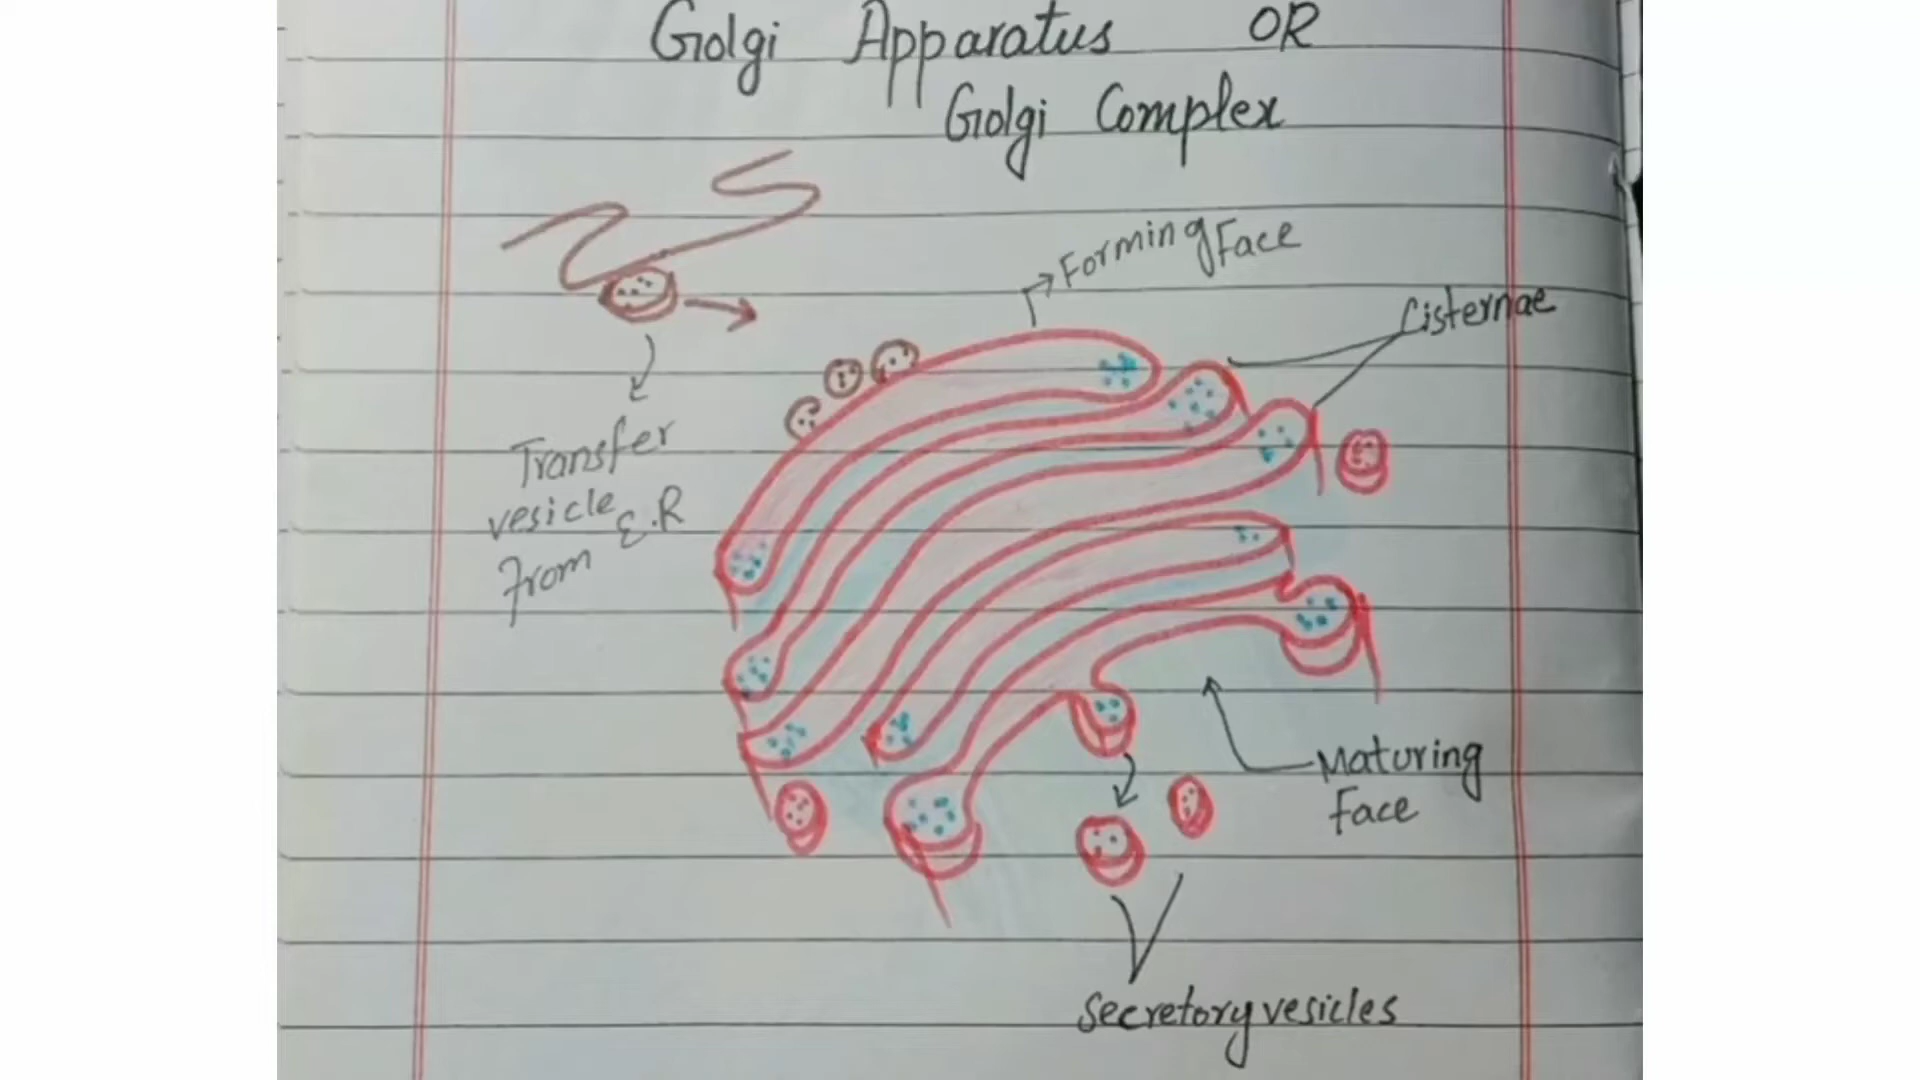 Golgi Apparatus OR
Golgi Complex
Forming Face
Cisternae
Transfer
vesicle
from E.R
Maturing
Face
Secretory vesicles